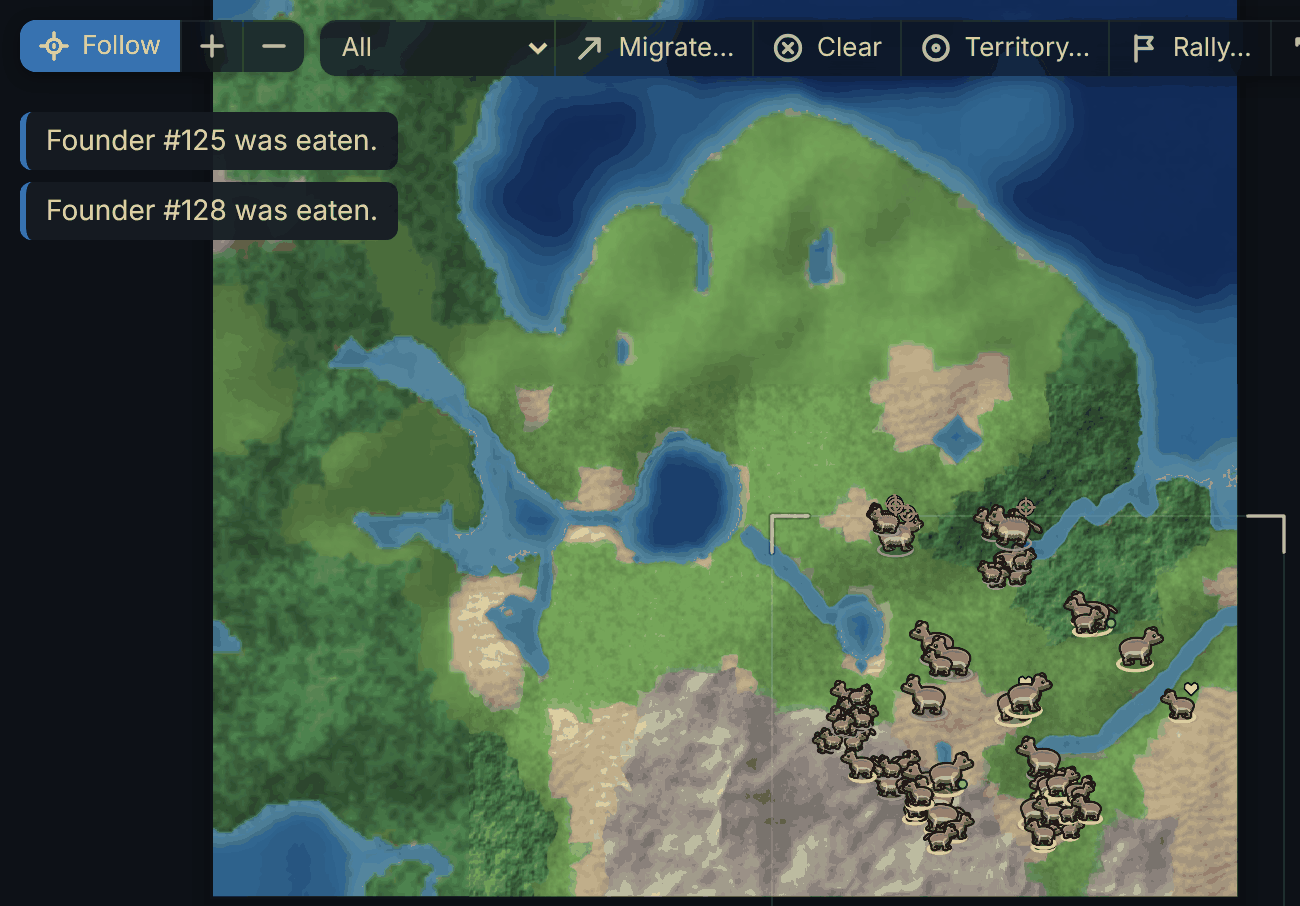 Follow
All
Migrate...
Clear
Territory...
Rally...
Founder #125 was eaten.
Founder #128 was eaten.